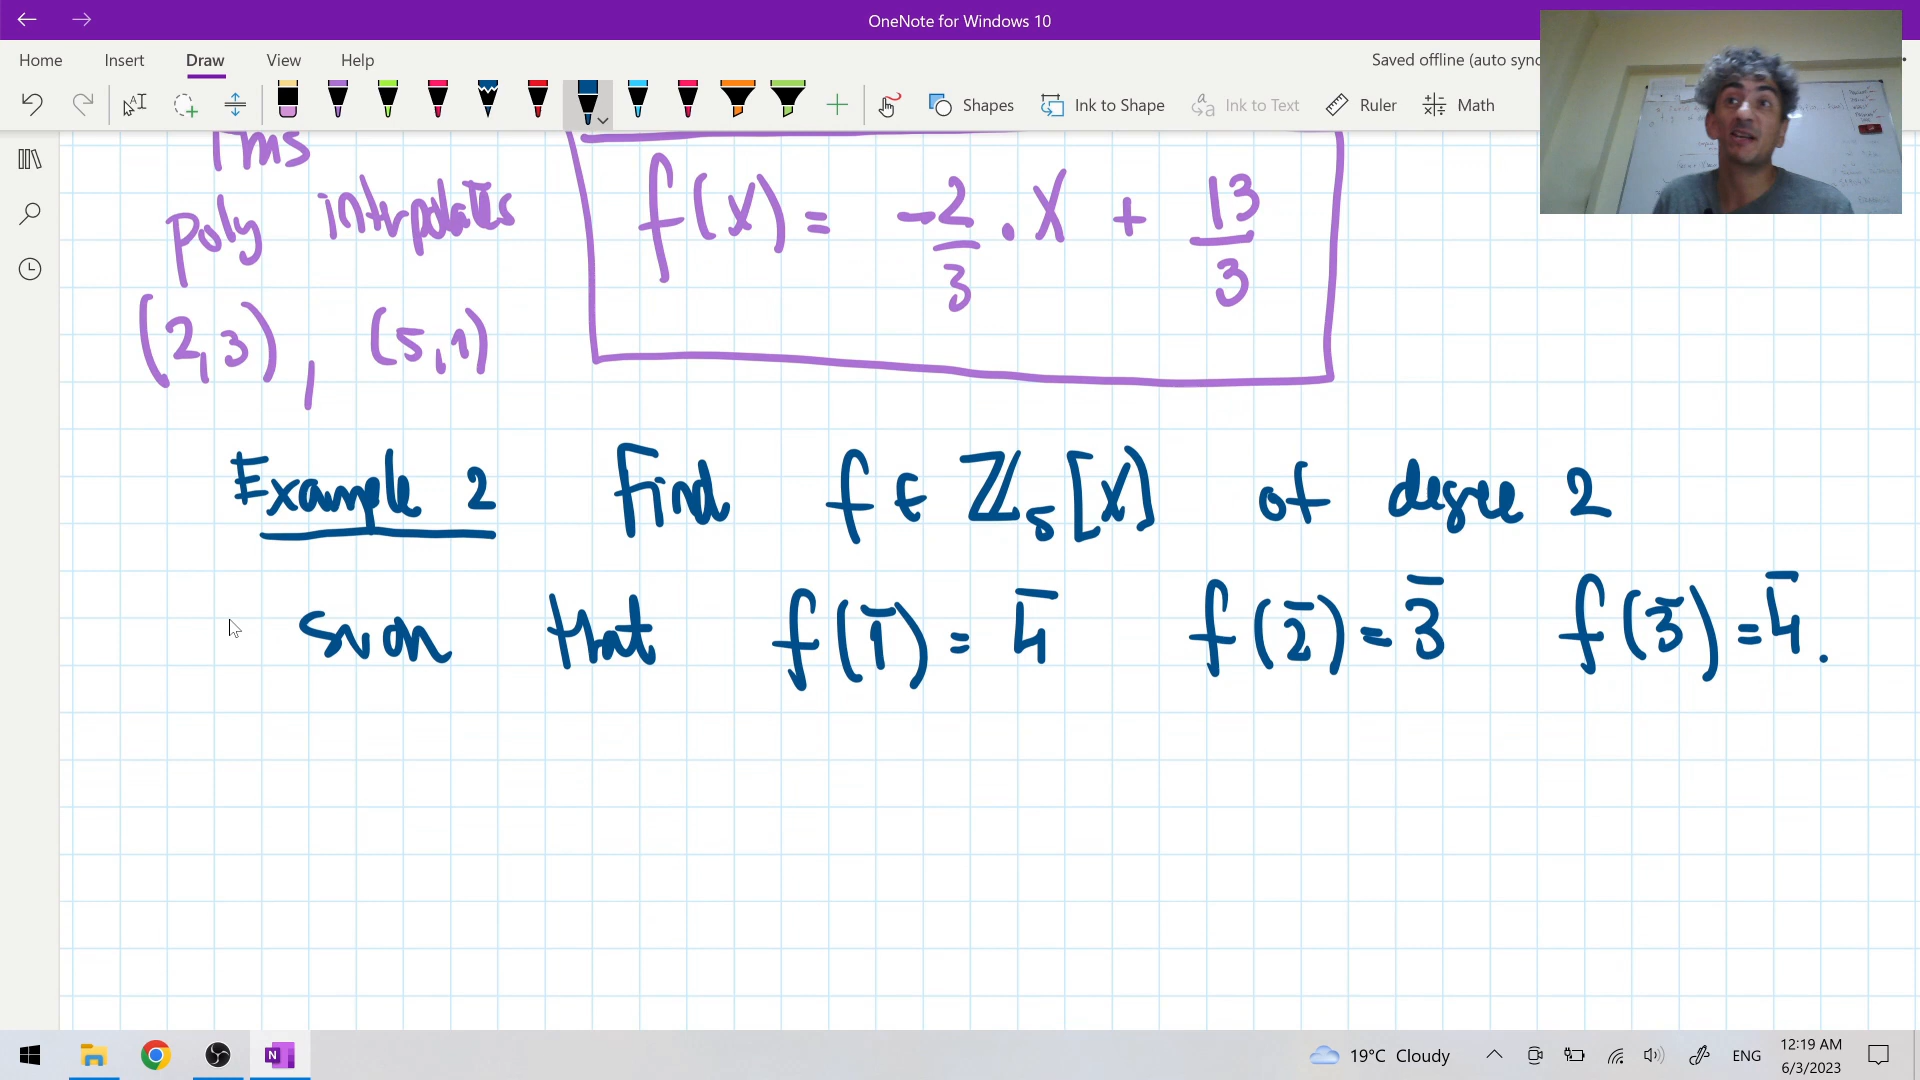 OneNote for Windows 10
Home Insert Draw View Help Saved offline (auto sync
Shapes Ink to Shape Ink to Text Ruler Math
This
poly interpolates
(2,3), (5,1)
f(x) = -2/3 · X + 13/3
Example 2 Find f ∈ ℤ₅[X] of degree 2
such that f(1̄) = 4̄ f(2̄) = 3̄ f(3̄) = 4̄.
19°C Cloudy ENG 12:19 AM
6/3/2023